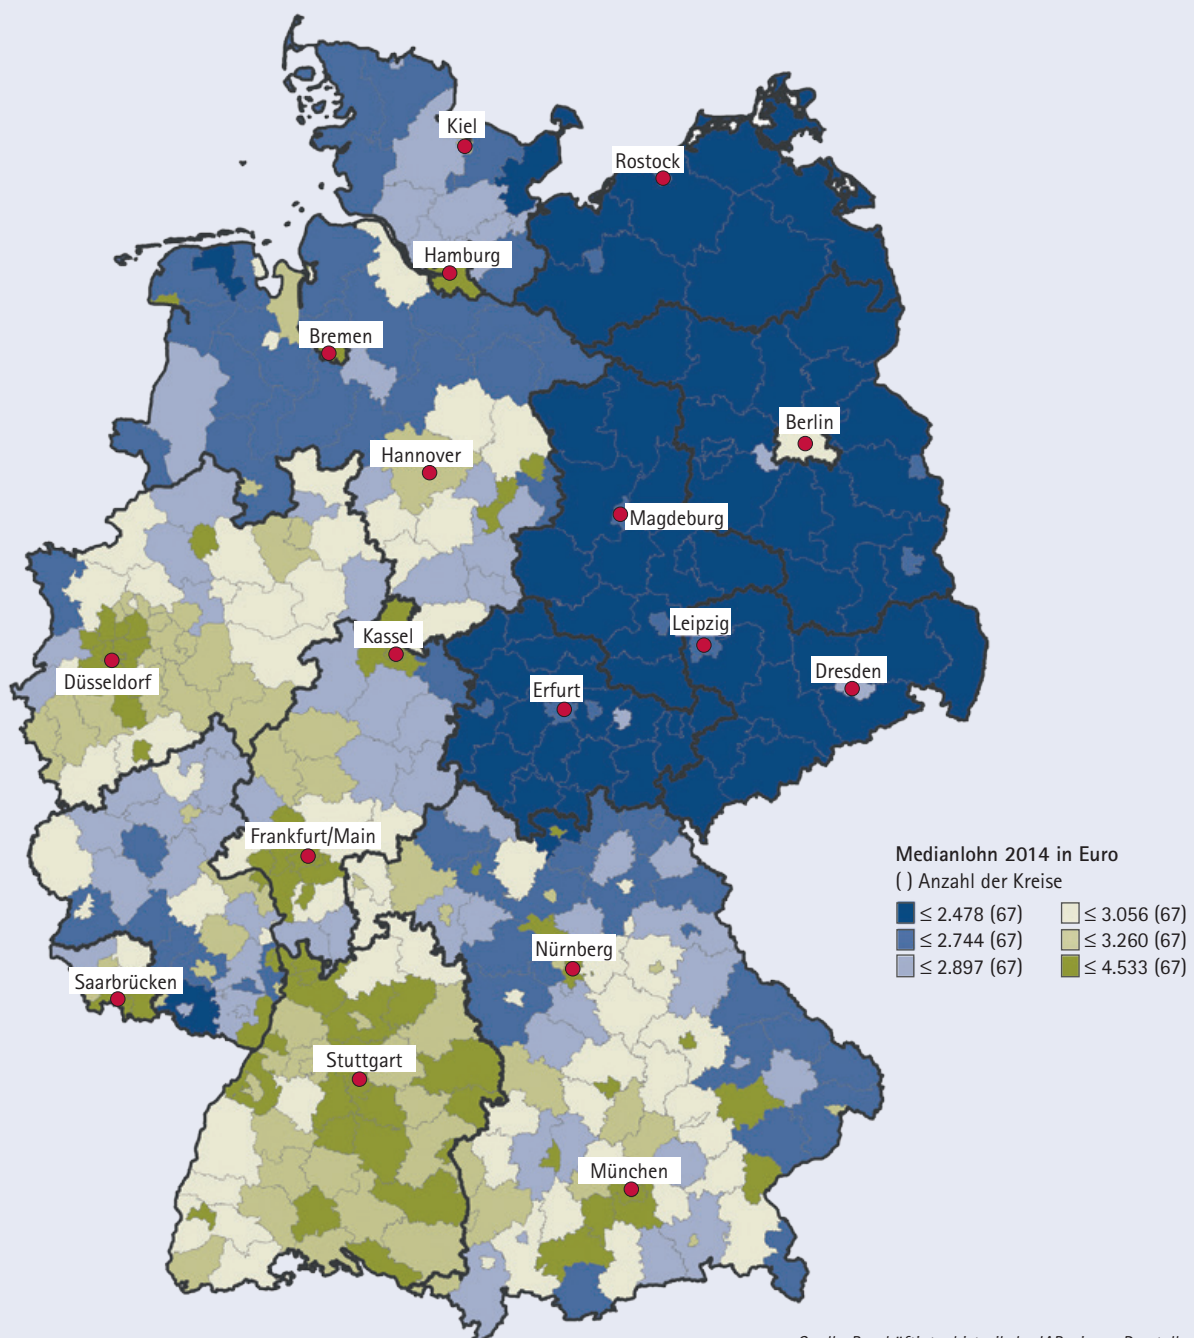 Kiel
Rostock
Hamburg
Bremen
Berlin
Hannover
Magdeburg
Leipzig
Kassel
Düsseldorf
Dresden
Erfurt
Frankfurt/Main
Medianlohn 2014 in Euro
( ) Anzahl der Kreise
≤ 2.478 (67) ≤ 3.056 (67)
≤ 2.744 (67) ≤ 3.260 (67)
≤ 2.897 (67) ≤ 4.533 (67)
Nürnberg
Saarbrücken
Stuttgart
München